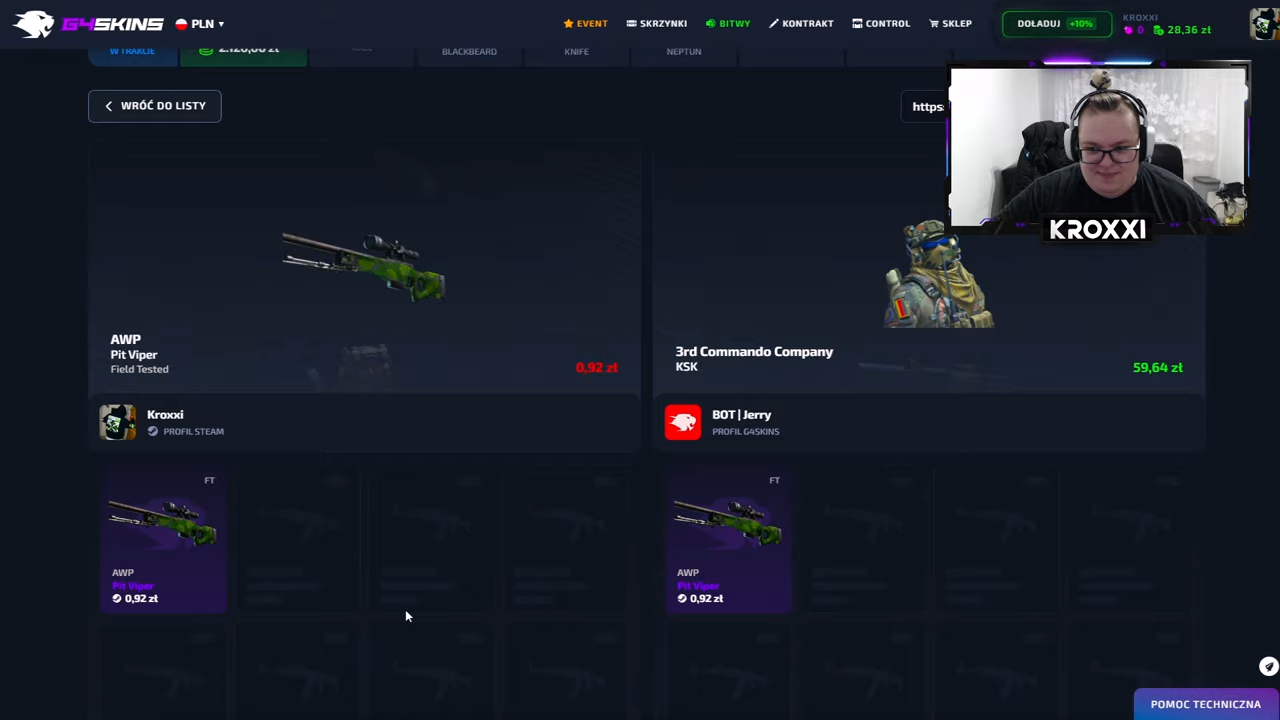 G4SKINS
PLN
EVENT
SKRZYNKI
BITWY
KONTRAKT
CONTROL
SKLEP
DOŁADUJ +10%
KROXXI
0 28,36 zł
W TRAKCIE
BLACKBEARD
KNIFE
NEPTUN
WRÓĆ DO LISTY
https:
KROXXI
AWP
Pit Viper
Field Tested
0,92 zł
3rd Commando Company
KSK
59,64 zł
Kroxxi
PROFIL STEAM
BOT | Jerry
PROFIL G4SKINS
FT
AWP
Pit Viper
0,92 zł
FT
AWP
Pit Viper
0,92 zł
POMOC TECHNICZNA